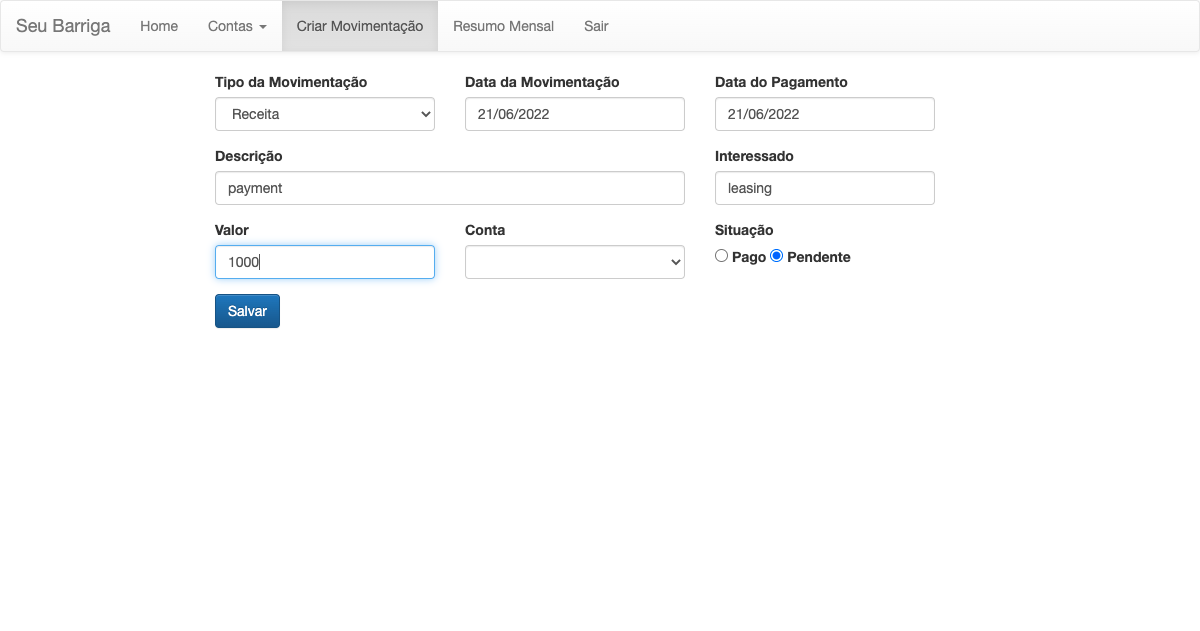 Seu Barriga Home Contas Criar Movimentação Resumo Mensal Sair
Tipo da Movimentação Data da Movimentação Data do Pagamento
Receita 21/06/2022 21/06/2022
Descrição Interessado
payment leasing
Valor Conta Situação
1000 Pago Pendente
Salvar